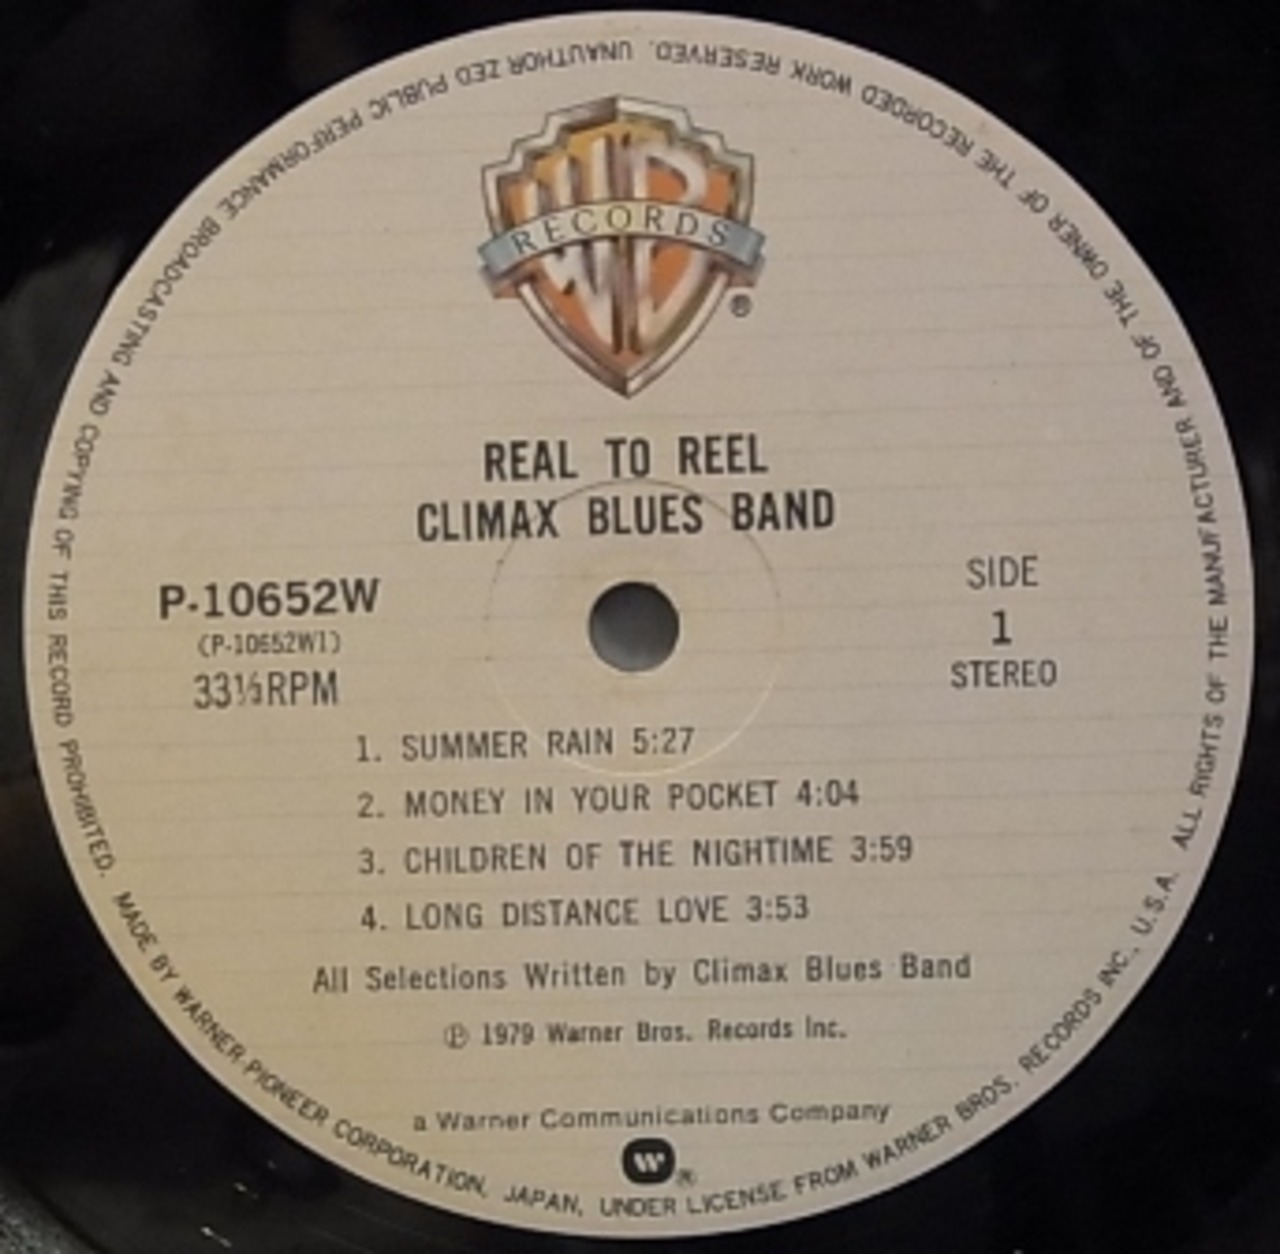 WB
RECORDS
®
REAL TO REEL
CLIMAX BLUES BAND
P-10652W
(P-10652W1)
33⅓RPM
SIDE
1
STEREO
1. SUMMER RAIN 5:27
2. MONEY IN YOUR POCKET 4:04
3. CHILDREN OF THE NIGHTIME 3:59
4. LONG DISTANCE LOVE 3:53
All Selections Written by Climax Blues Band
℗ 1979 Warner Bros. Records Inc.
a Warner Communications Company
W®
MADE BY WARNER-PIONEER CORPORATION, JAPAN, UNDER LICENSE FROM WARNER BROS. RECORDS INC., U.S.A. ALL RIGHTS OF THE MANUFACTURER AND OF THE OWNER OF THE RECORDED WORK RESERVED. UNAUTHORIZED PUBLIC PERFORMANCE BROADCASTING AND COPYING OF THIS RECORD PROHIBITED.